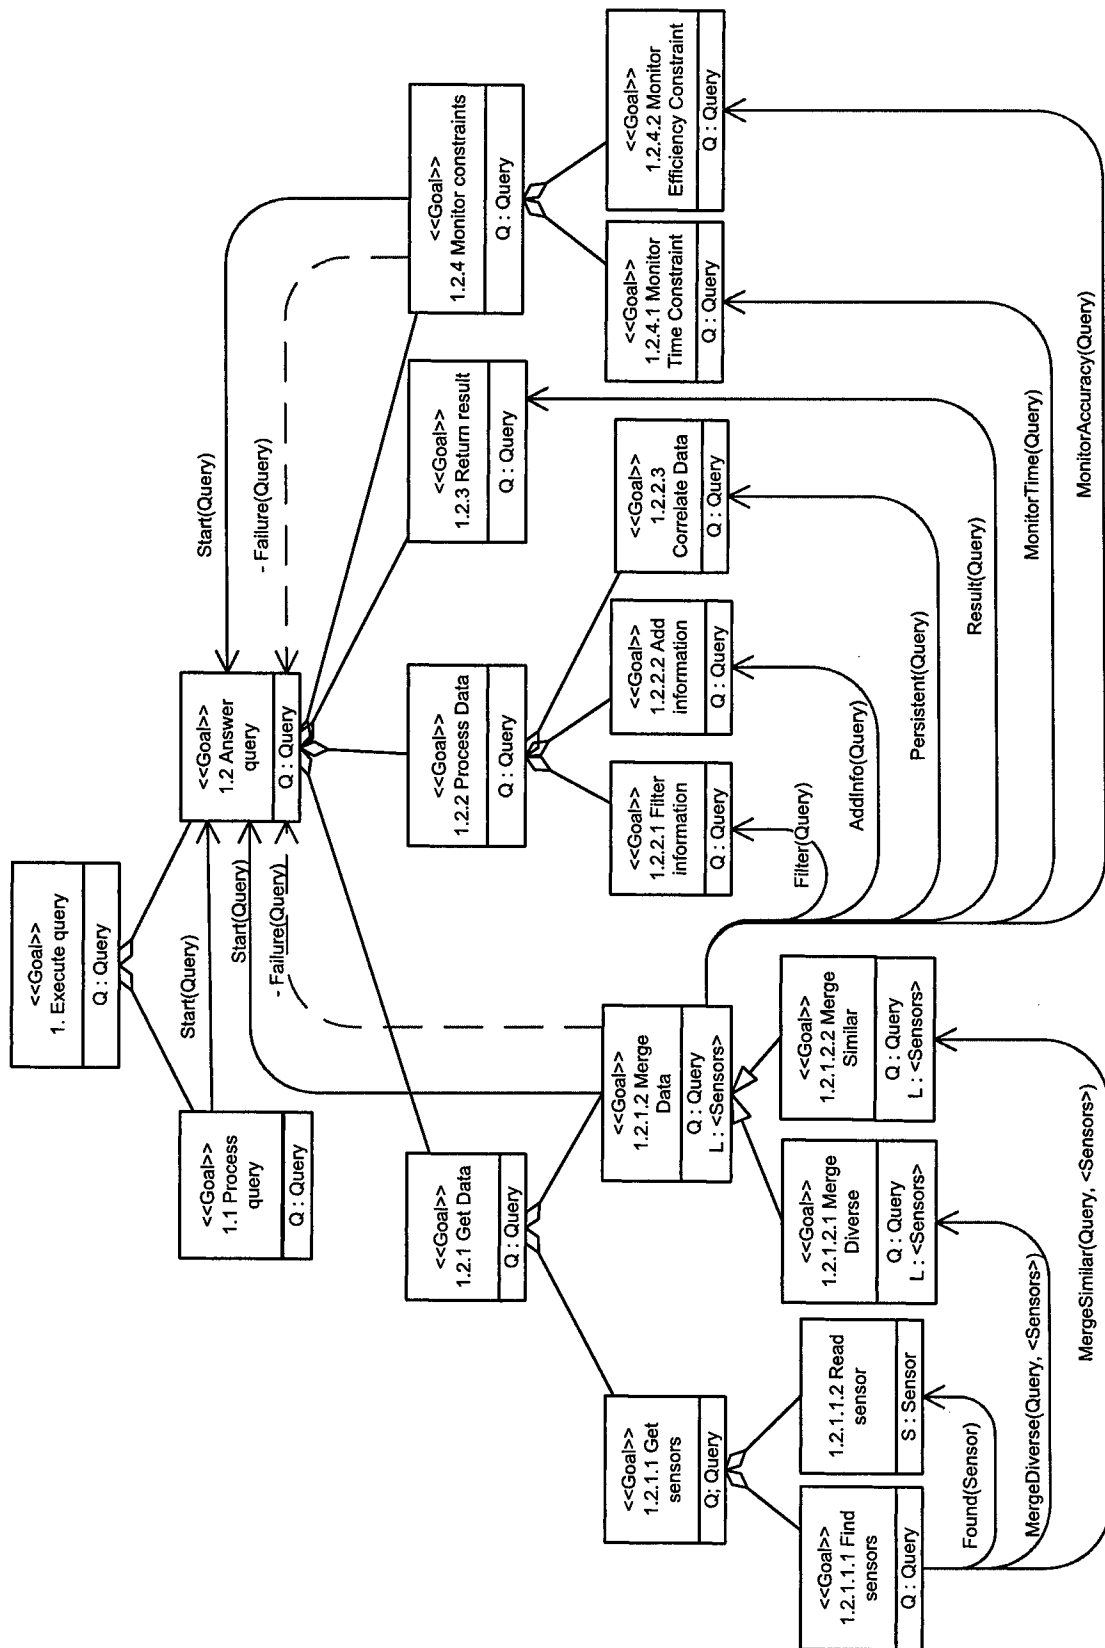 <<Goal>>
1. Execute query
Q : Query
<<Goal>>
1.1 Process
query
Q : Query
Start(Query)
Start(Query)
- Failure(Query)
<<Goal>>
1.2 Answer
query
Q : Query
Start(Query)
- Failure(Query)
<<Goal>>
1.2.1 Get Data
Q : Query
<<Goal>>
1.2.2 Process Data
Q : Query
<<Goal>>
1.2.3 Return result
Q : Query
<<Goal>>
1.2.4 Monitor constraints
Q : Query
<<Goal>>
1.2.1.1 Get
sensors
Q; Query
<<Goal>>
1.2.1.2 Merge
Data
Q : Query
L : <Sensors>
<<Goal>>
1.2.2.1 Filter
information
Q : Query
<<Goal>>
1.2.2.2 Add
information
Q : Query
<<Goal>>
1.2.2.3
Correlate Data
Q : Query
<<Goal>>
1.2.4.1 Monitor
Time Constraint
Q : Query
<<Goal>>
1.2.4.2 Monitor
Efficiency Constraint
Q : Query
<<Goal>>
1.2.1.1.1 Find
sensors
Q : Query
1.2.1.1.2 Read
sensor
S : Sensor
<<Goal>>
1.2.1.2.1 Merge
Diverse
Q : Query
L : <Sensors>
<<Goal>>
1.2.1.2.2 Merge
Similar
Q : Query
L : <Sensors>
Filter(Query)
AddInfo(Query)
Persistent(Query)
Result(Query)
MonitorTime(Query)
MonitorAccuracy(Query)
Found(Sensor)
MergeDiverse(Query, <Sensors>)
MergeSimilar(Query, <Sensors>)